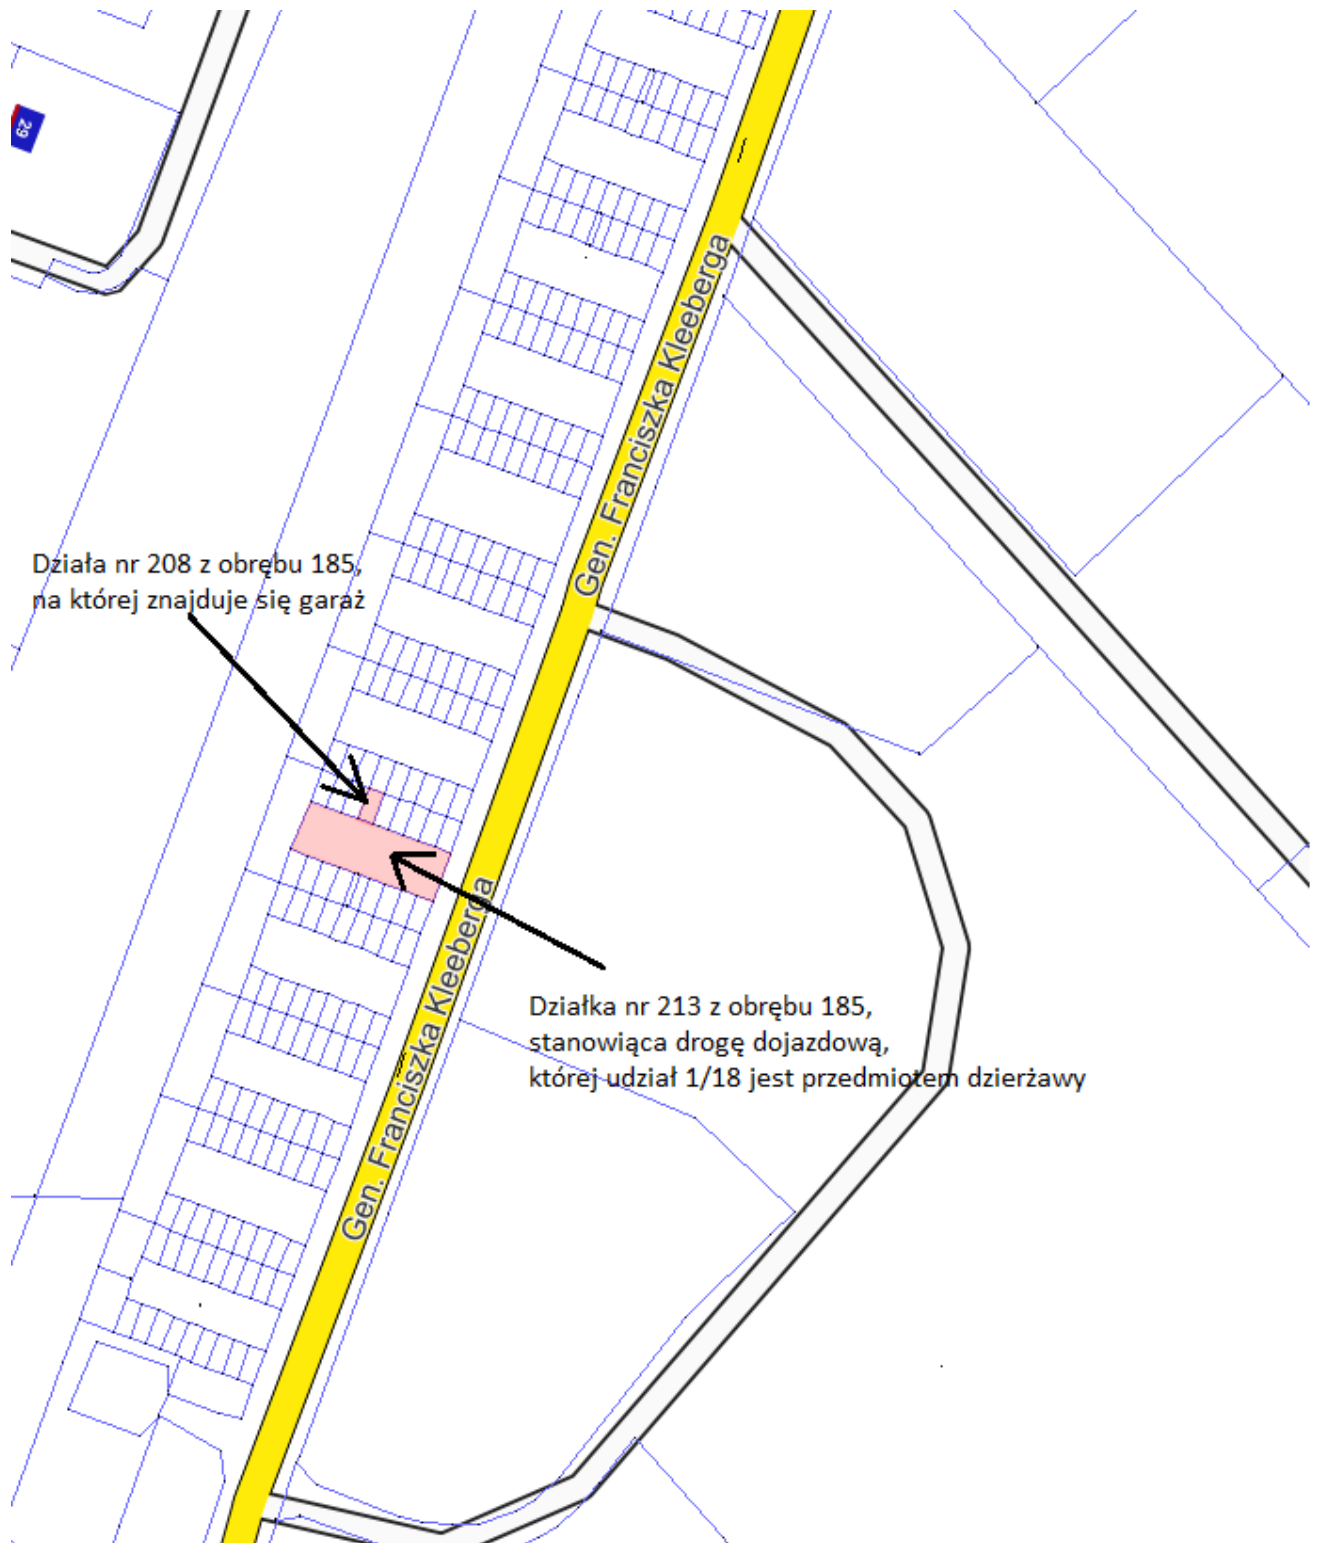 29
Gen. Franciszka Kleeberga
Działa nr 208 z obrębu 185,
na której znajduje się garaż
Gen. Franciszka Kleeberga
Działka nr 213 z obrębu 185,
stanowiąca drogę dojazdową,
której udział 1/18 jest przedmiotem dzierżawy